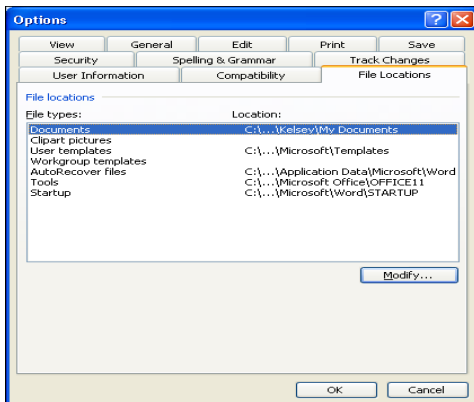 Options
View General Edit Print Save
Security Spelling & Grammar Track Changes
User Information Compatibility File Locations
File locations
File types: Location:
Documents C:\...\Kelsey\My Documents
Clipart pictures
User templates C:\...\Microsoft\Templates
Workgroup templates
AutoRecover files C:\...\Application Data\Microsoft\Word
Tools C:\...\Microsoft Office\OFFICE11
Startup C:\...\Microsoft\Word\STARTUP
Modify...
OK Cancel